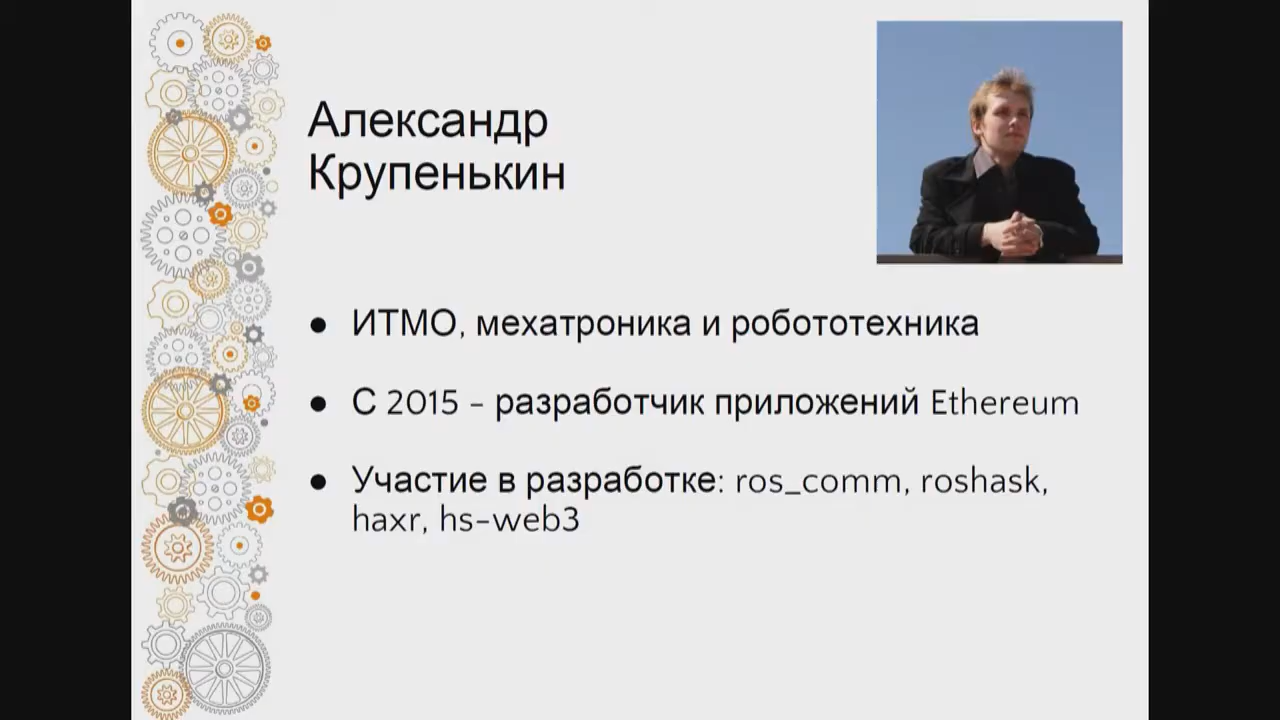 Александр
Крупенькин
● ИТМО, мехатроника и робототехника
● С 2015 – разработчик приложений Ethereum
● Участие в разработке: ros_comm, roshask,
haxr, hs-web3